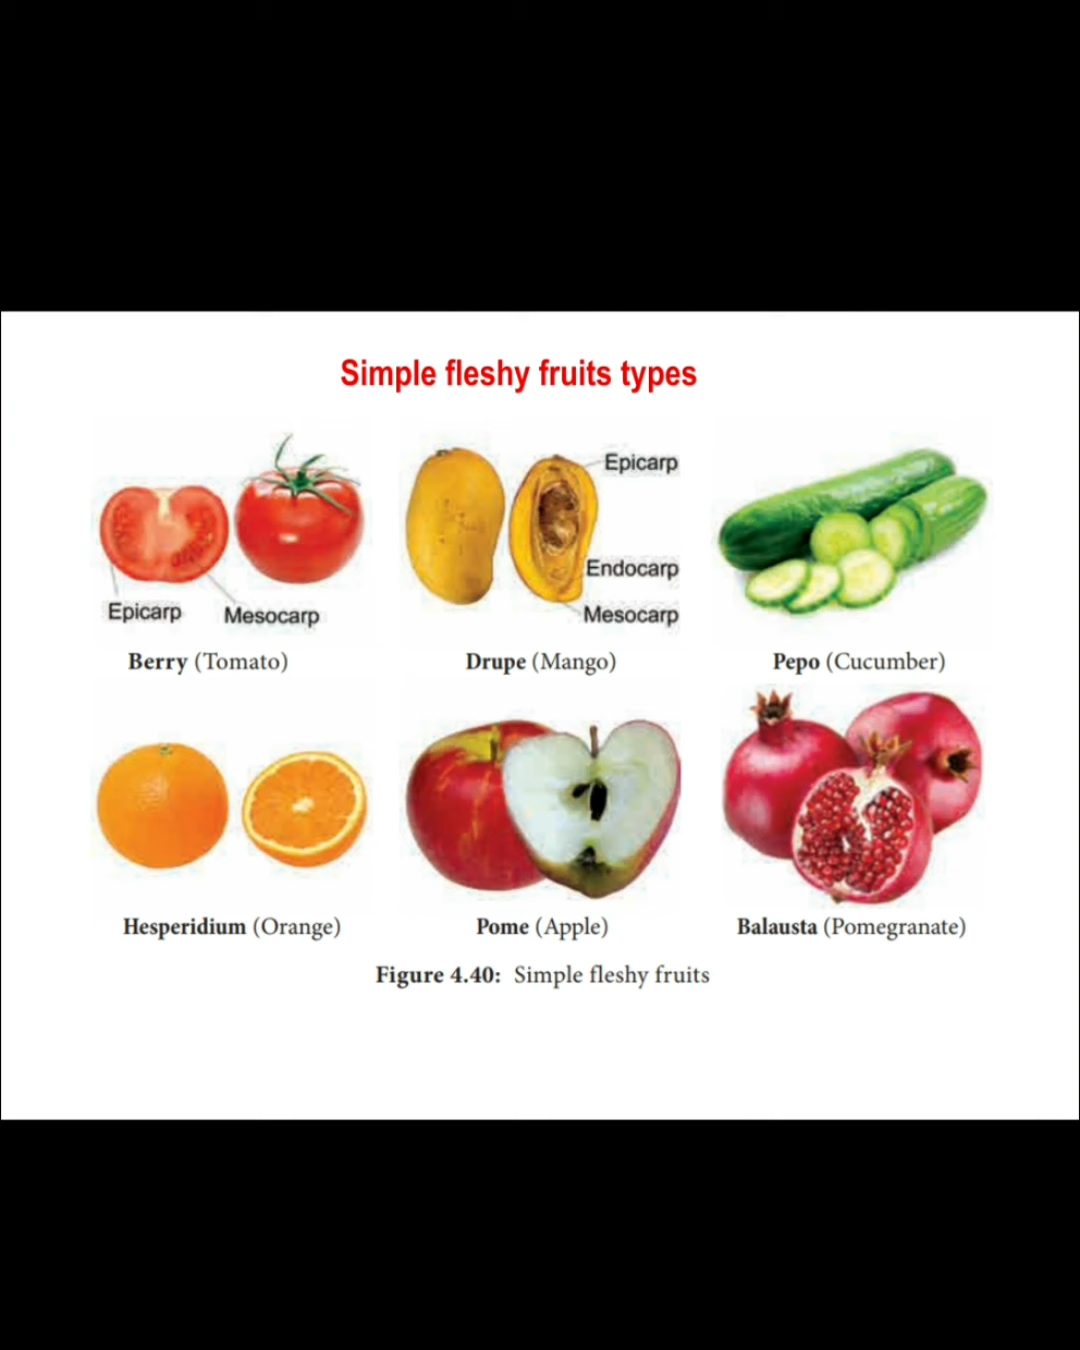 Simple fleshy fruits types
Epicarp
Mesocarp
Berry (Tomato)
Epicarp
Endocarp
Mesocarp
Drupe (Mango)
Pepo (Cucumber)
Hesperidium (Orange)
Pome (Apple)
Balausta (Pomegranate)
Figure 4.40: Simple fleshy fruits